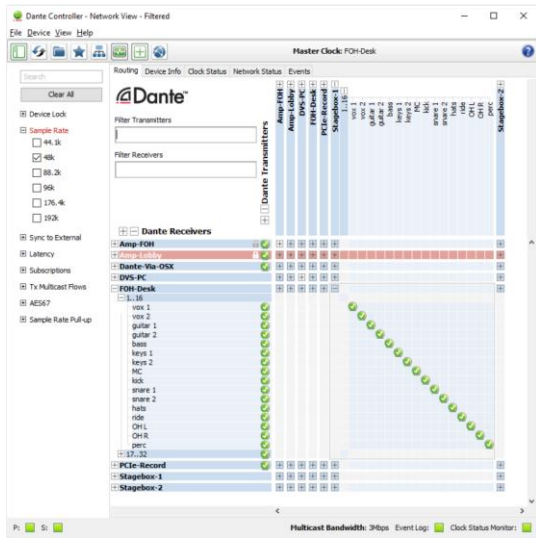 Dante Controller - Network View - Filtered
File Device View Help
Master Clock: FOH-Desk
Search
Clear All
Device Lock
Sample Rate
44.1k
48k
88.2k
96k
176.4k
192k
Sync to External
Latency
Subscriptions
Tx Multicast Flows
AES67
Sample Rate Pull-up
Routing Device Info Clock Status Network Status Events
Dante™
Filter Transmitters
Filter Receivers
Dante Transmitters
Amp-FOH
Amp-Lobby
DVS-PC
FOH-Desk
PCIe-Record
Stagebox-1
1..16
vox 1
vox 2
guitar 1
guitar 2
bass
keys 1
keys 2
MC
kick
snare 1
snare 2
hats
ride
OH L
OH R
perc
Stagebox-2
Dante Receivers
Amp-FOH
Amp-Lobby
Dante-Via-OSX
DVS-PC
FOH-Desk
1..16
vox 1
vox 2
guitar 1
guitar 2
bass
keys 1
keys 2
MC
kick
snare 1
snare 2
hats
ride
OH L
OH R
perc
17..32
PCIe-Record
Stagebox-1
Stagebox-2
P: S: Multicast Bandwidth: 3Mbps Event Log: Clock Status Monitor: